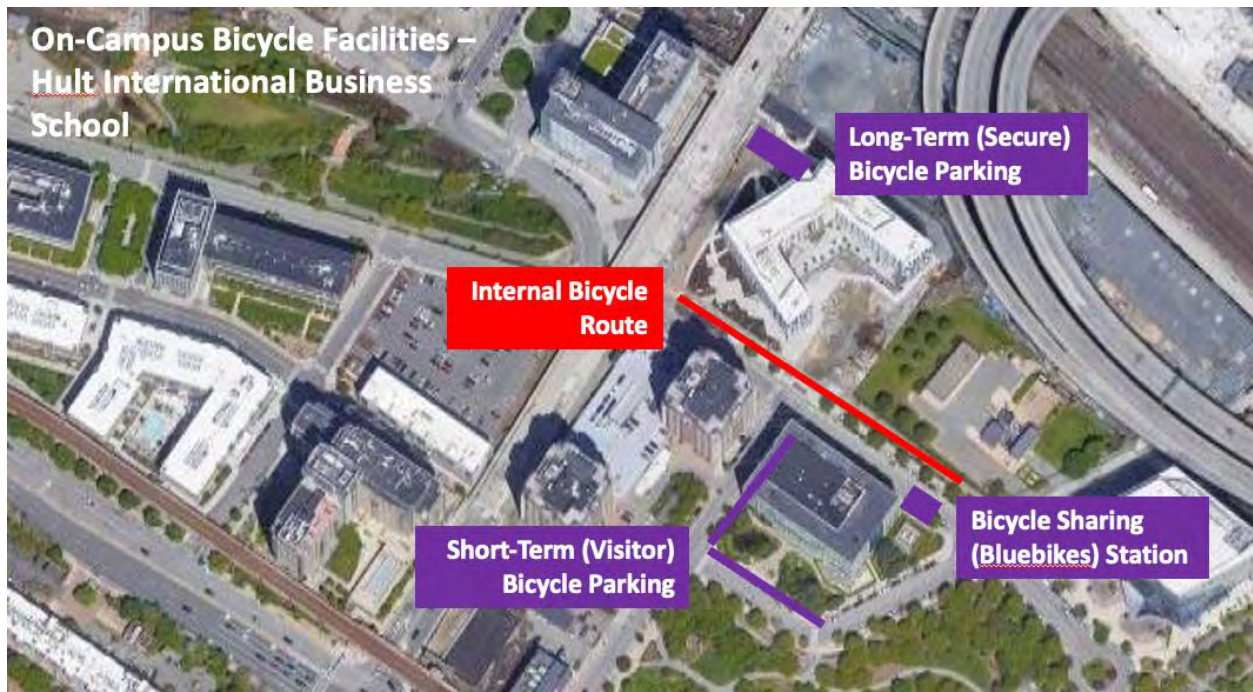 On-Campus Bicycle Facilities –
Hult International Business
School
Long-Term (Secure)
Bicycle Parking
Internal Bicycle
Route
Short-Term (Visitor)
Bicycle Parking
Bicycle Sharing
(Bluebikes) Station